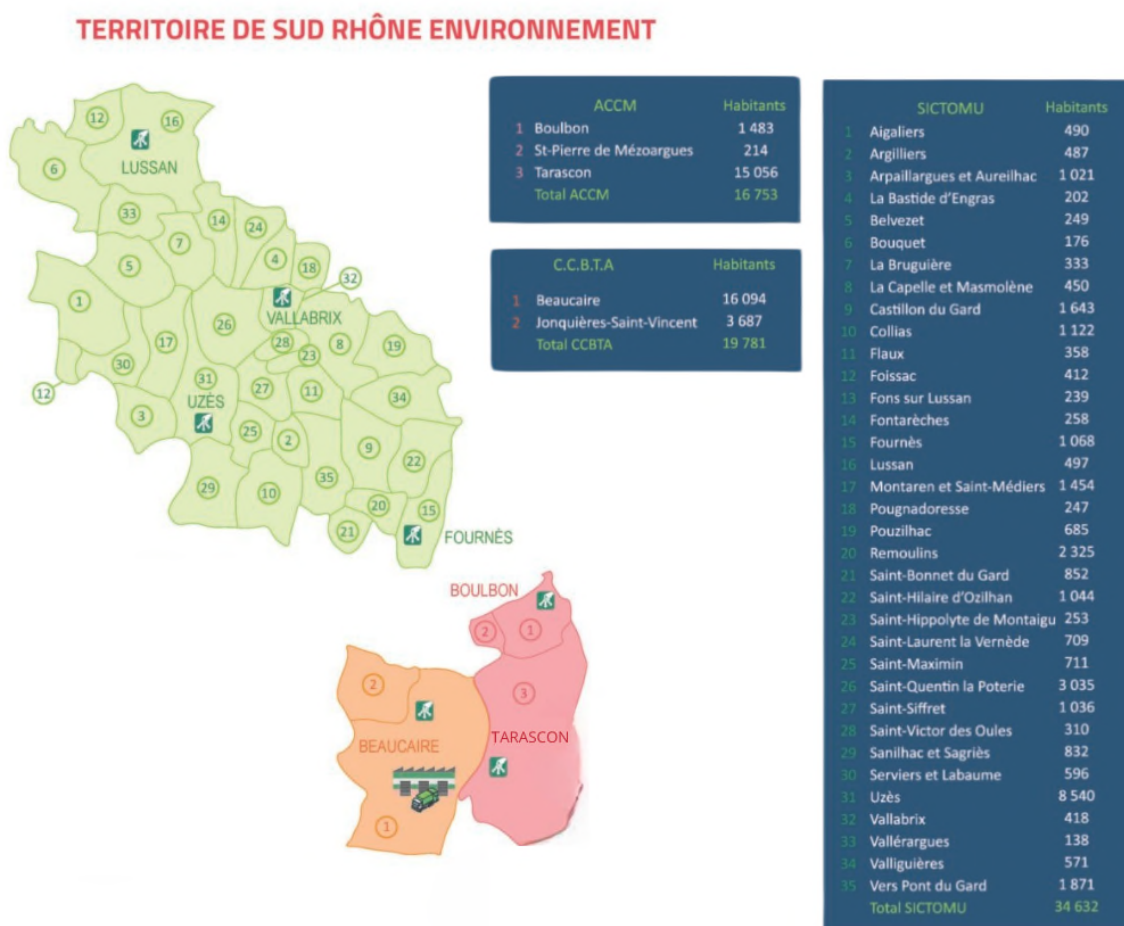 TERRITOIRE DE SUD RHÔNE ENVIRONNEMENT
12
16
LUSSAN
6
33
14
24
7
5
4
18
32
1
VALLABRIX
26
17
28
23
8
19
30
31
27
11
34
12
UZÈS
3
25
2
9
22
29
10
35
20
15
21
FOURNÈS
BOULBON
2
1
3
2
BEAUCAIRE
TARASCON
1
ACCM Habitants
1 Boulbon 1 483
2 St-Pierre de Mézoargues 214
3 Tarascon 15 056
Total ACCM 16 753
C.C.B.T.A Habitants
1 Beaucaire 16 094
2 Jonquières-Saint-Vincent 3 687
Total CCBTA 19 781
SICTOMU Habitants
1 Aigaliers 490
2 Argilliers 487
3 Arpaillargues et Aureilhac 1 021
4 La Bastide d'Engras 202
5 Belvezet 249
6 Bouquet 176
7 La Bruguière 333
8 La Capelle et Masmolène 450
9 Castillon du Gard 1 643
10 Collias 1 122
11 Flaux 358
12 Foissac 412
13 Fons sur Lussan 239
14 Fontarèches 258
15 Fournès 1 068
16 Lussan 497
17 Montaren et Saint-Médiers 1 454
18 Pougnadoresse 247
19 Pouzilhac 685
20 Remoulins 2 325
21 Saint-Bonnet du Gard 852
22 Saint-Hilaire d'Ozilhan 1 044
23 Saint-Hippolyte de Montaigu 253
24 Saint-Laurent la Vernède 709
25 Saint-Maximin 711
26 Saint-Quentin la Poterie 3 035
27 Saint-Siffret 1 036
28 Saint-Victor des Oules 310
29 Sanilhac et Sagriès 832
30 Serviers et Labaume 596
31 Uzès 8 540
32 Vallabrix 418
33 Vallérargues 138
34 Valliguières 571
35 Vers Pont du Gard 1 871
Total SICTOMU 34 632